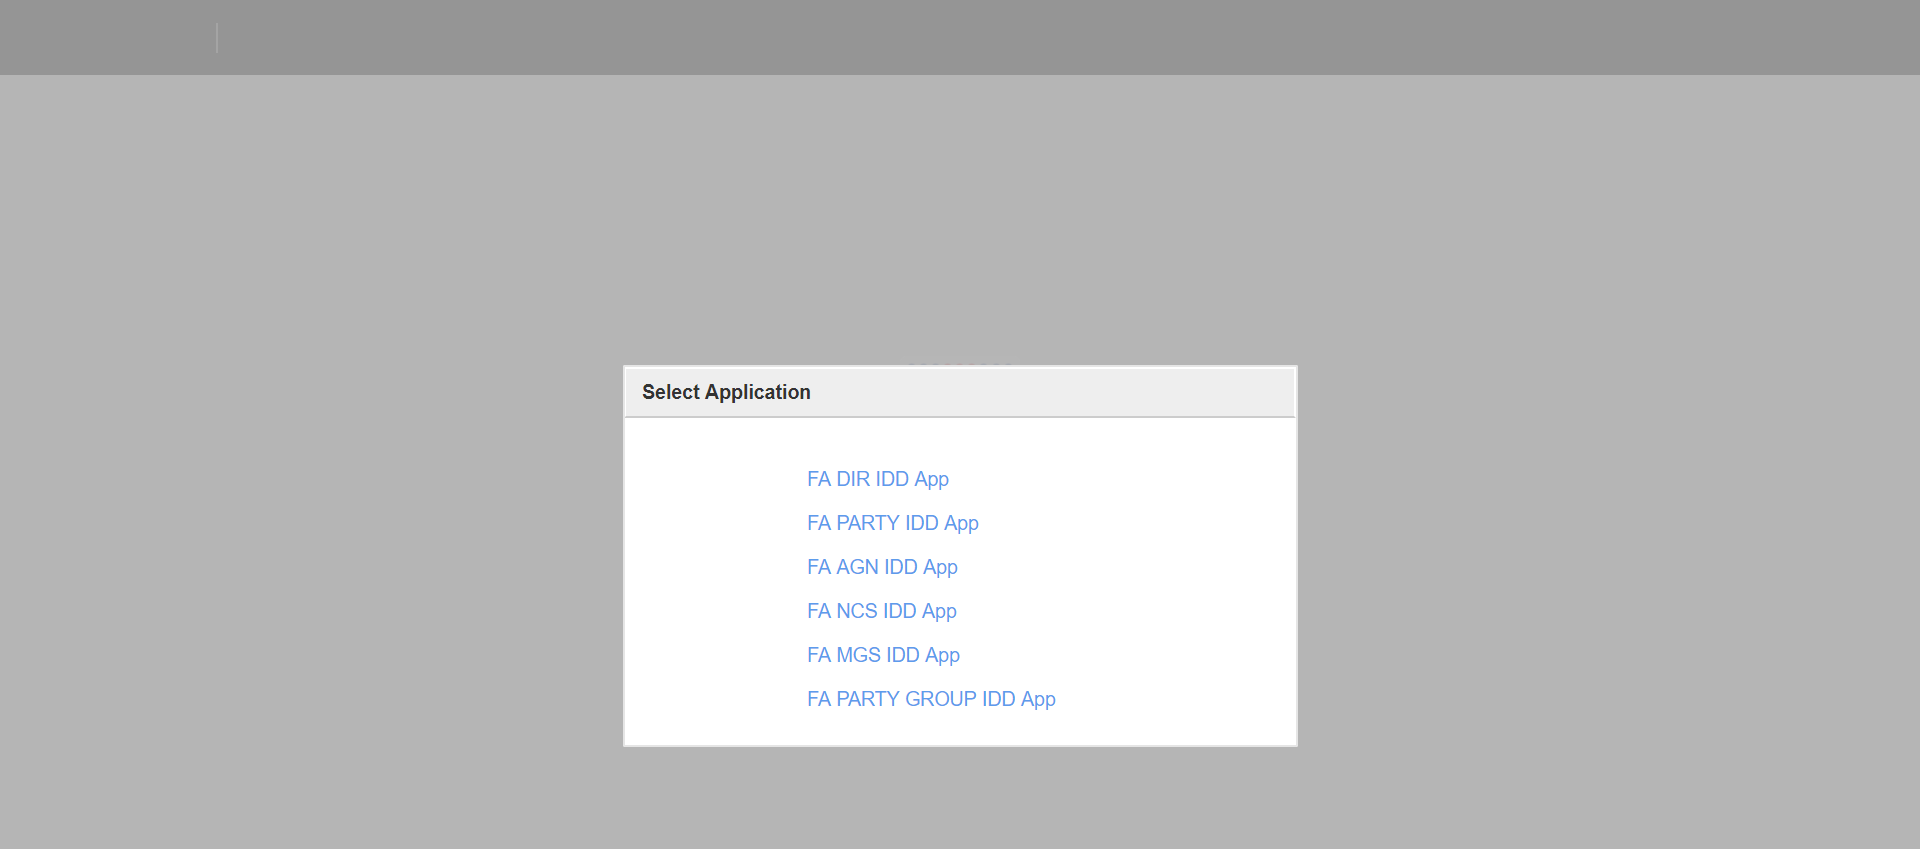 Select Application
FA DIR IDD App
FA PARTY IDD App
FA AGN IDD App
FA NCS IDD App
FA MGS IDD App
FA PARTY GROUP IDD App